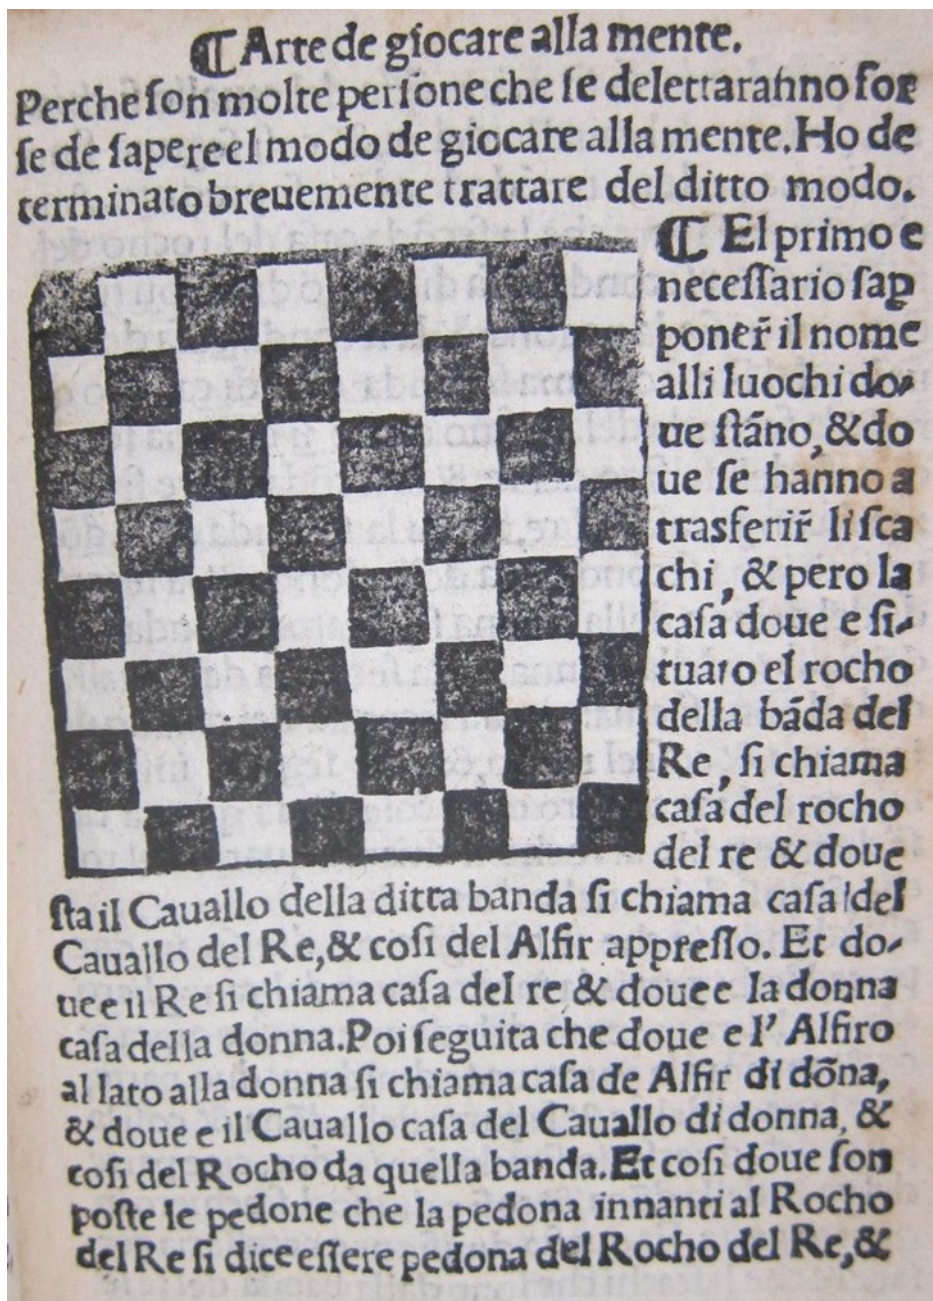 ⸿ Arte de giocare alla mente.
Perche ſon molte perſone che ſe delettarahno for
ſe de ſapere el modo de giocare alla mente. Ho de
terminato breuemente trattare del ditto modo.
⸿ El primo e
neceſſario ſap
poner̃ il nome
alli luochi do-
ue ſtãno, & do
ue ſe hanno a
trasferir̃ li ſca
chi, & pero la
caſa doue e ſi-
tuato el rocho
della bãda del
Re, ſi chiama
caſa del rocho
del re & doue
ſta il Cauallo della ditta banda ſi chiama caſa del
Cauallo del Re, & coſi del Alfir appreſſo. Et do-
ue e il Re ſi chiama caſa del re & doue e la donna
caſa della donna. Poi ſeguita che doue e l' Alfiro
al lato alla donna ſi chiama caſa de Alfir di dõna,
& doue e il Cauallo caſa del Cauallo di donna, &
coſi del Rocho da quella banda. Et coſi doue ſon
poſte le pedone che la pedona innanti al Rocho
del Re ſi dice eſſere pedona del Rocho del Re, &